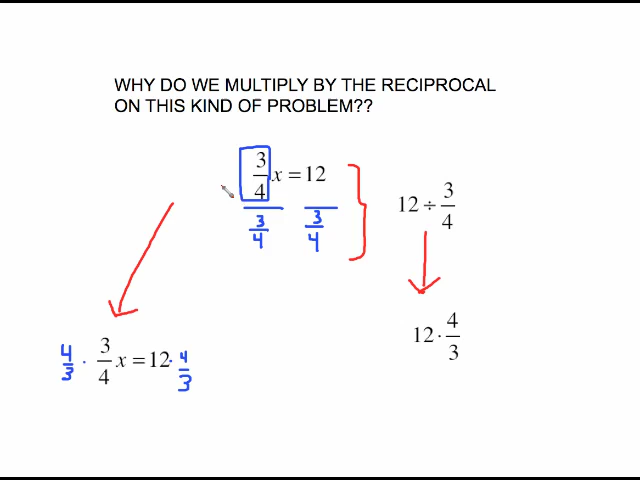 WHY DO WE MULTIPLY BY THE RECIPROCAL
ON THIS KIND OF PROBLEM??
3/4 x = 12
3/4 3/4
12 ÷ 3/4
12 · 4/3
4/3 · 3/4 x = 12 · 4/3